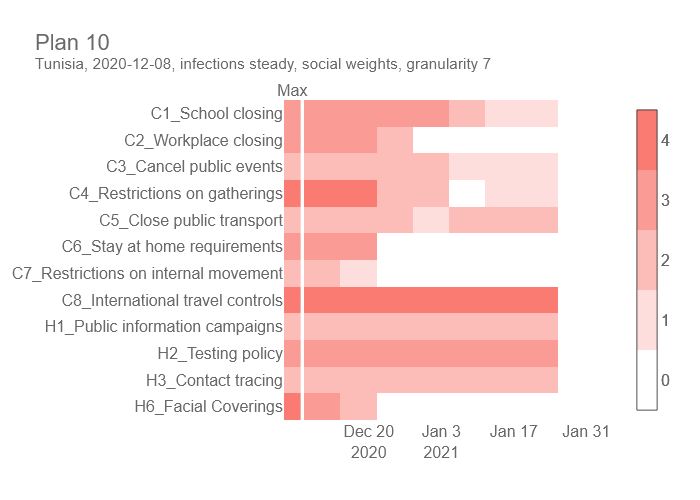 Plan 10
Tunisia, 2020-12-08, infections steady, social weights, granularity 7
Max
C1_School closing
C2_Workplace closing
C3_Cancel public events
C4_Restrictions on gatherings
C5_Close public transport
C6_Stay at home requirements
C7_Restrictions on internal movement
C8_International travel controls
H1_Public information campaigns
H2_Testing policy
H3_Contact tracing
H6_Facial Coverings
4
3
2
1
0
Dec 20 Jan 3 Jan 17 Jan 31
2020 2021